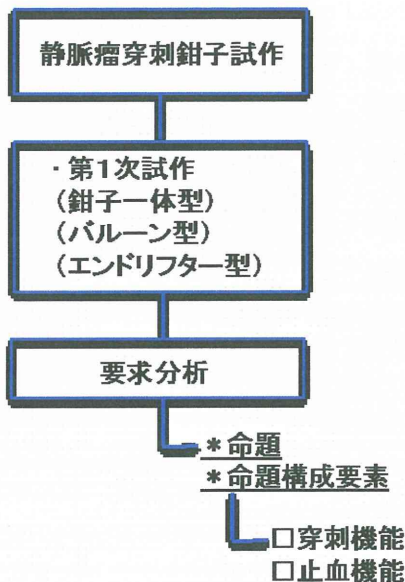 静脈瘤穿刺鉗子試作
・第１次試作
（鉗子一体型）
（バルーン型）
（エンドリフター型）
要求分析
＊命題
＊命題構成要素
□穿刺機能
□止血機能